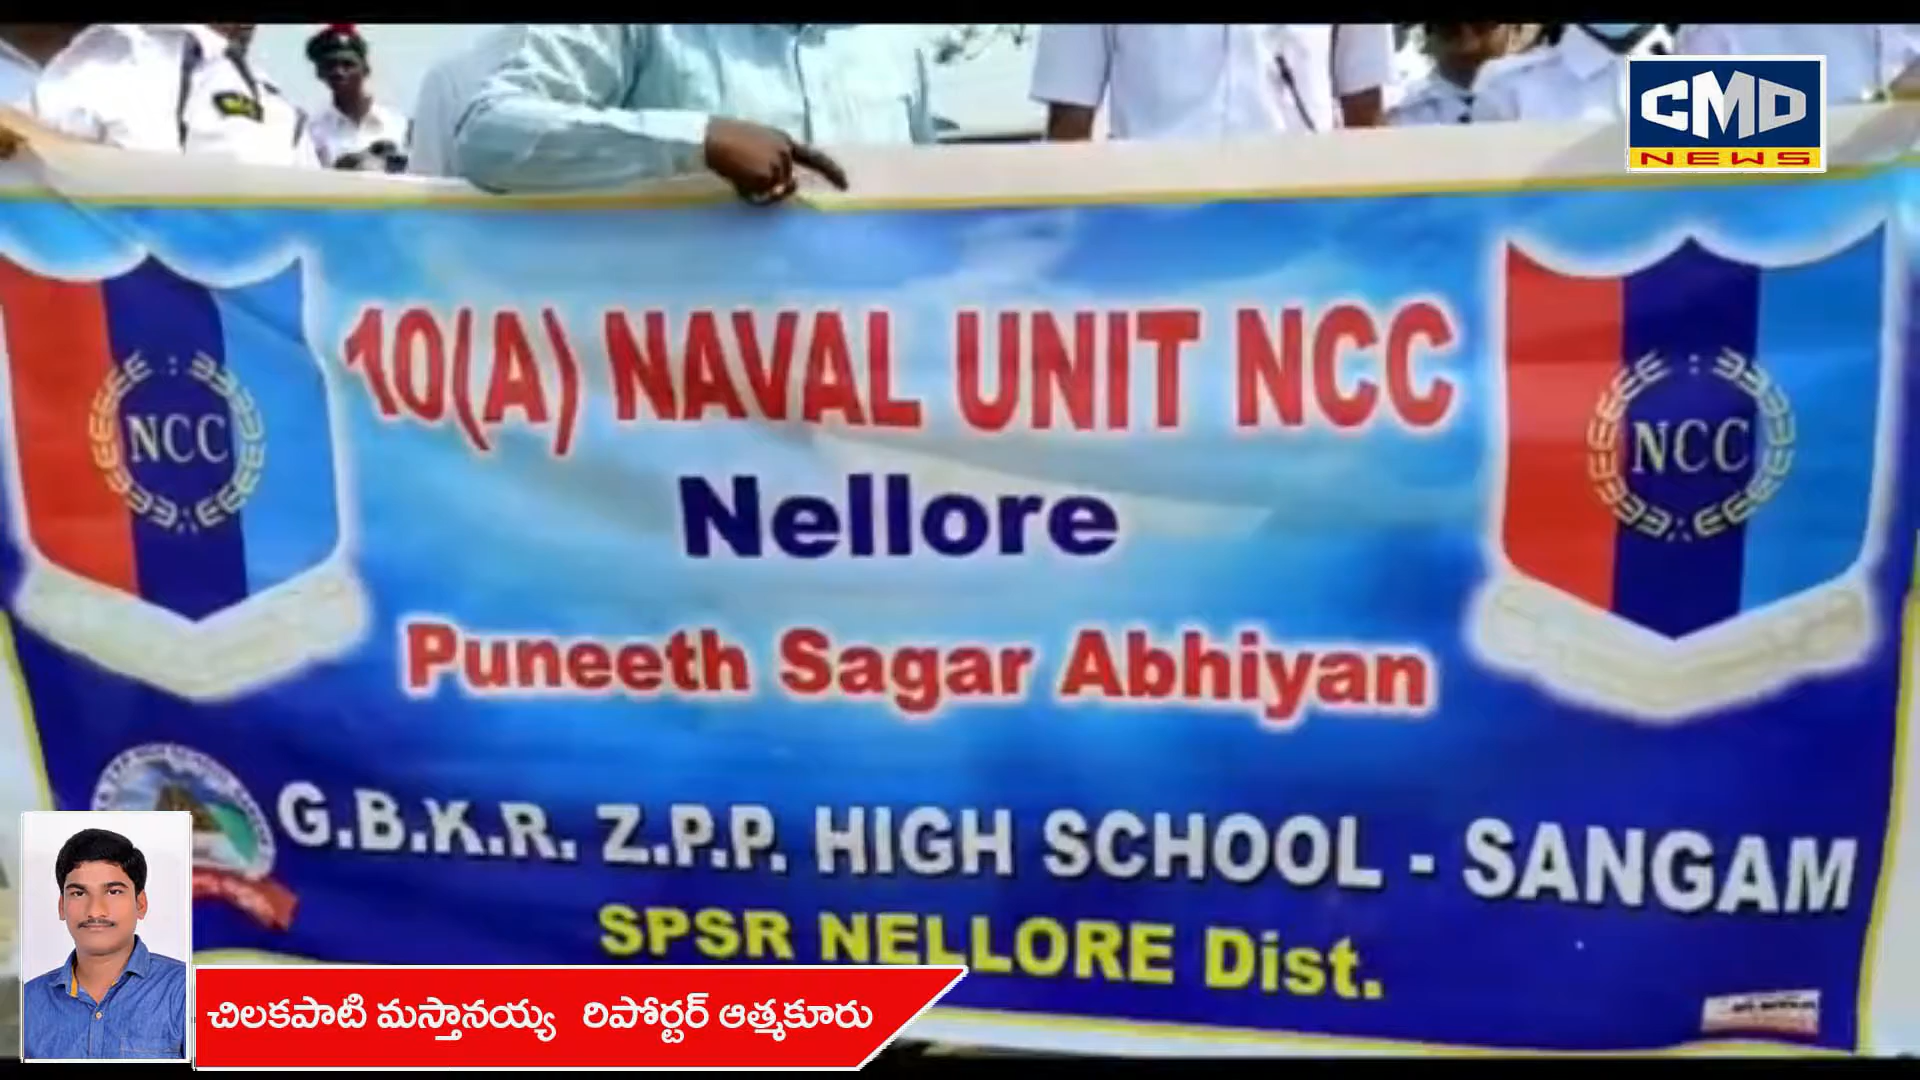 CMD
NEWS
10(A) NAVAL UNIT NCC
Nellore
Puneeth Sagar Abhiyan
NCC
NCC
G.B.K.R. Z.P.P. HIGH SCHOOL - SANGAM
SPSR NELLORE Dist.
చిలకపాటి మస్తానయ్య రిపోర్టర్ ఆత్మకూరు